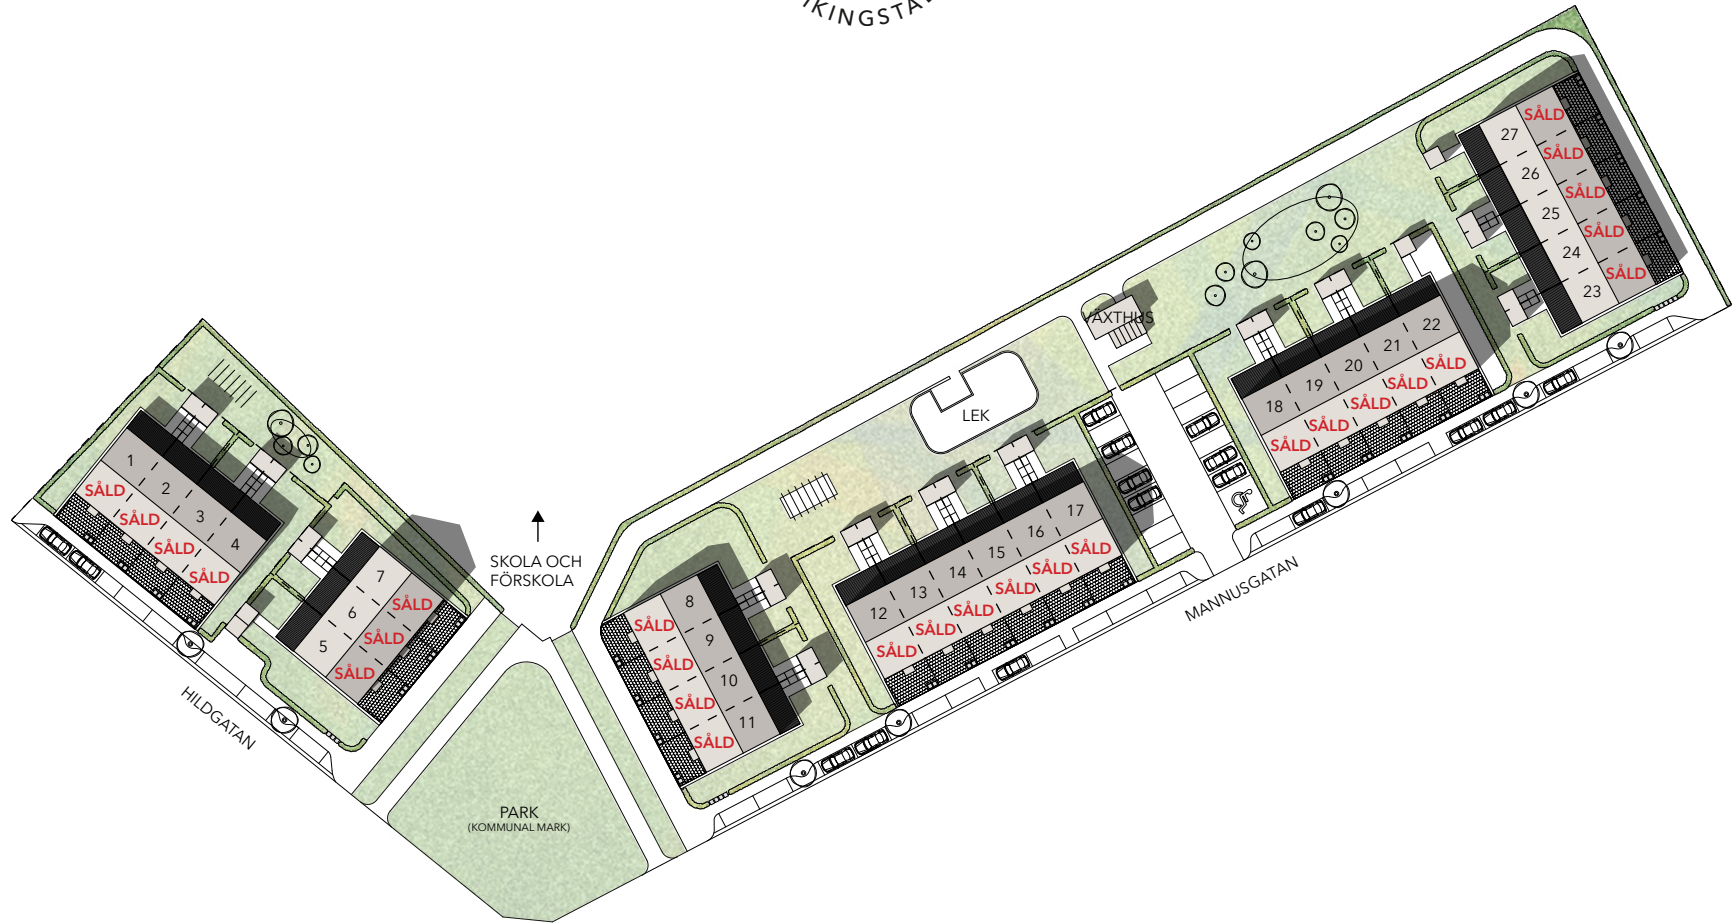 IKINGSTA
27 SÅLD
26 SÅLD
25 SÅLD
24 SÅLD
23 SÅLD
VÄXTHUS
22 SÅLD
21 SÅLD
20 SÅLD
19 SÅLD
18 SÅLD
LEK
1 SÅLD
2 SÅLD
3 SÅLD
4 SÅLD
7 SÅLD
6 SÅLD
5 SÅLD
SKOLA OCH
FÖRSKOLA
17 SÅLD
16 SÅLD
15 SÅLD
14 SÅLD
13 SÅLD
12 SÅLD
8 SÅLD
9 SÅLD
10 SÅLD
11 SÅLD
MANNUSGATAN
HILDGATAN
PARK
(KOMMUNAL MARK)